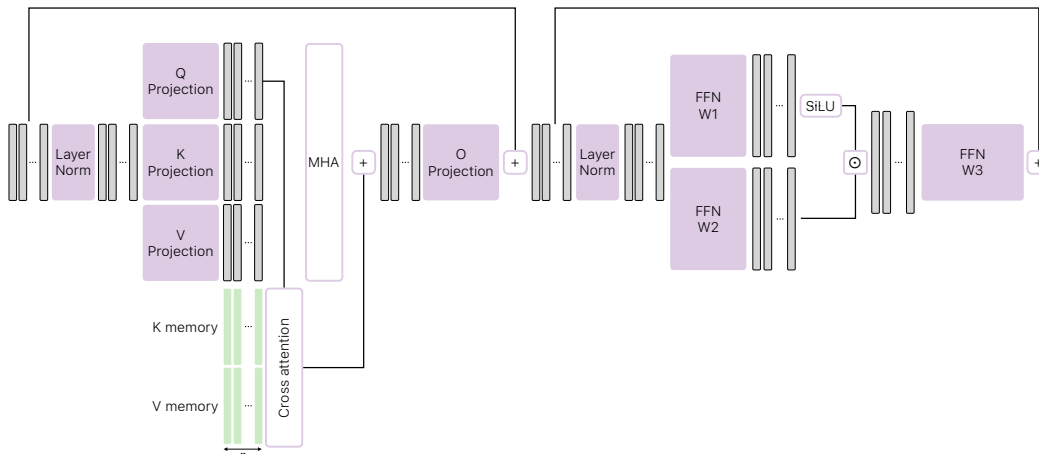 Q
Projection
...
Layer
Norm
...
...
K
Projection
...
V
Projection
...
MHA
+
...
O
Projection
+
K memory
...
V memory
...
Cross attention
...
Layer
Norm
...
FFN
W1
...
SiLU
FFN
W2
...
⊙
...
FFN
W3
+